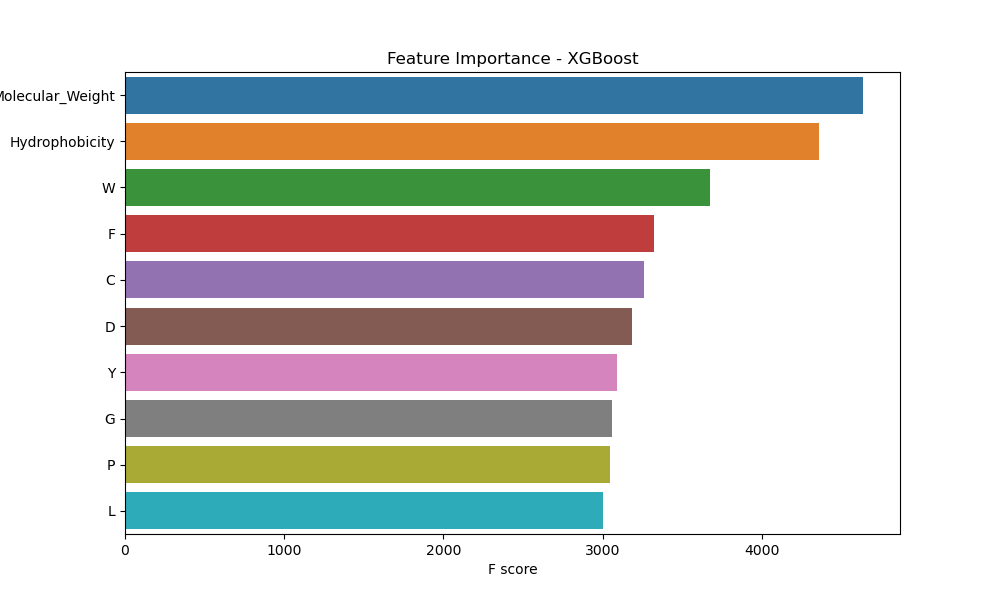 Feature Importance - XGBoost
Molecular_Weight
Hydrophobicity
W
F
C
D
Y
G
P
L
0 1000 2000 3000 4000
F score